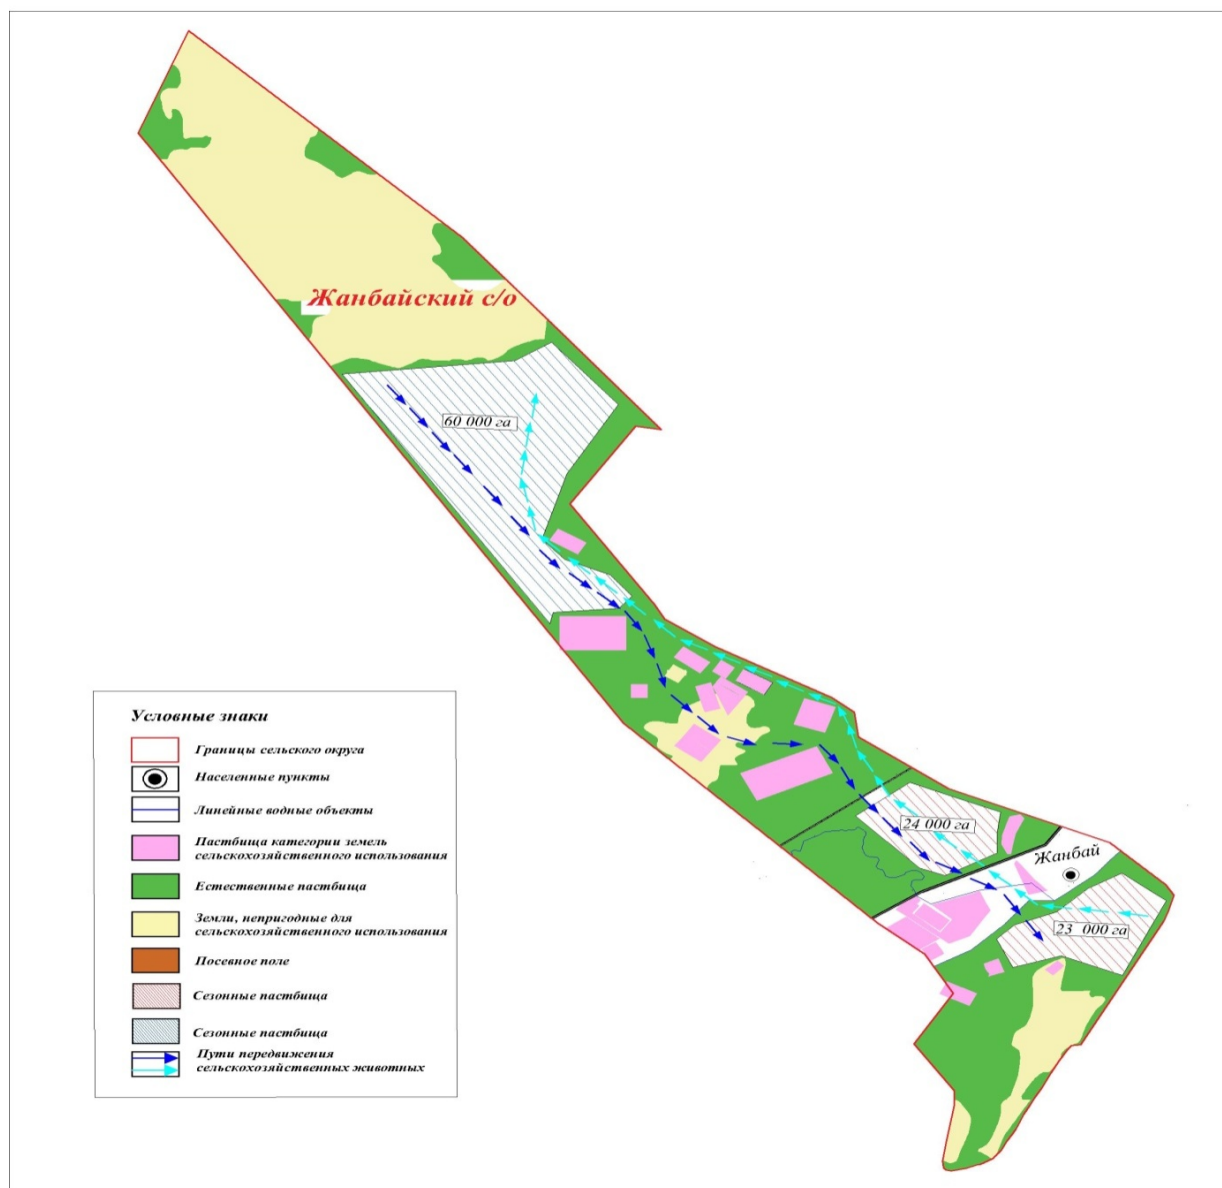 Жанбайский с/о
60 000 га
24 000 га
Жанбай
23 000 га
Условные знаки
Границы сельского округа
Населенные пункты
Линейные водные объекты
Пастбища категории земель
сельскохозяйственного использования
Естественные пастбища
Земли, непригодные для
сельскохозяйственного использования
Посевное поле
Сезонные пастбища
Сезонные пастбища
Пути передвижения
сельскохозяйственных животных